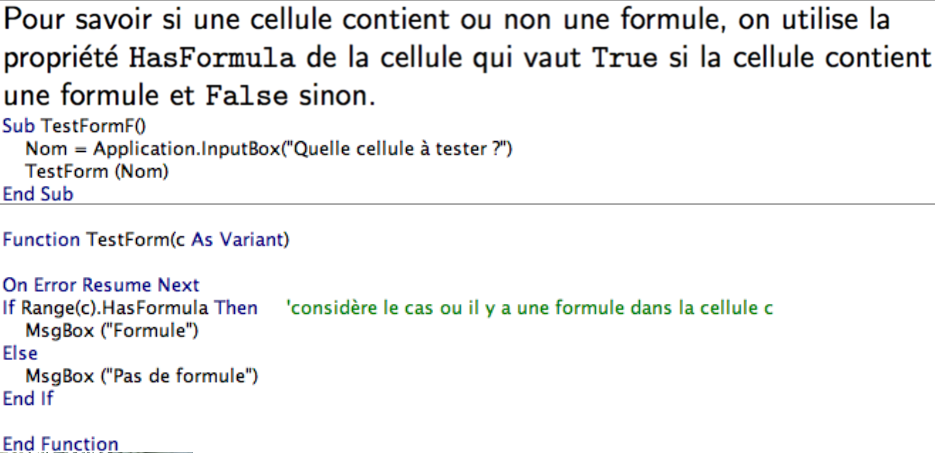 Pour savoir si une cellule contient ou non une formule, on utilise la
propriété HasFormula de la cellule qui vaut True si la cellule contient
une formule et False sinon.
Sub TestFormF()
Nom = Application.InputBox("Quelle cellule à tester ?")
TestForm (Nom)
End Sub
Function TestForm(c As Variant)
On Error Resume Next
If Range(c).HasFormula Then 'considère le cas ou il y a une formule dans la cellule c
MsgBox ("Formule")
Else
MsgBox ("Pas de formule")
End If
End Function